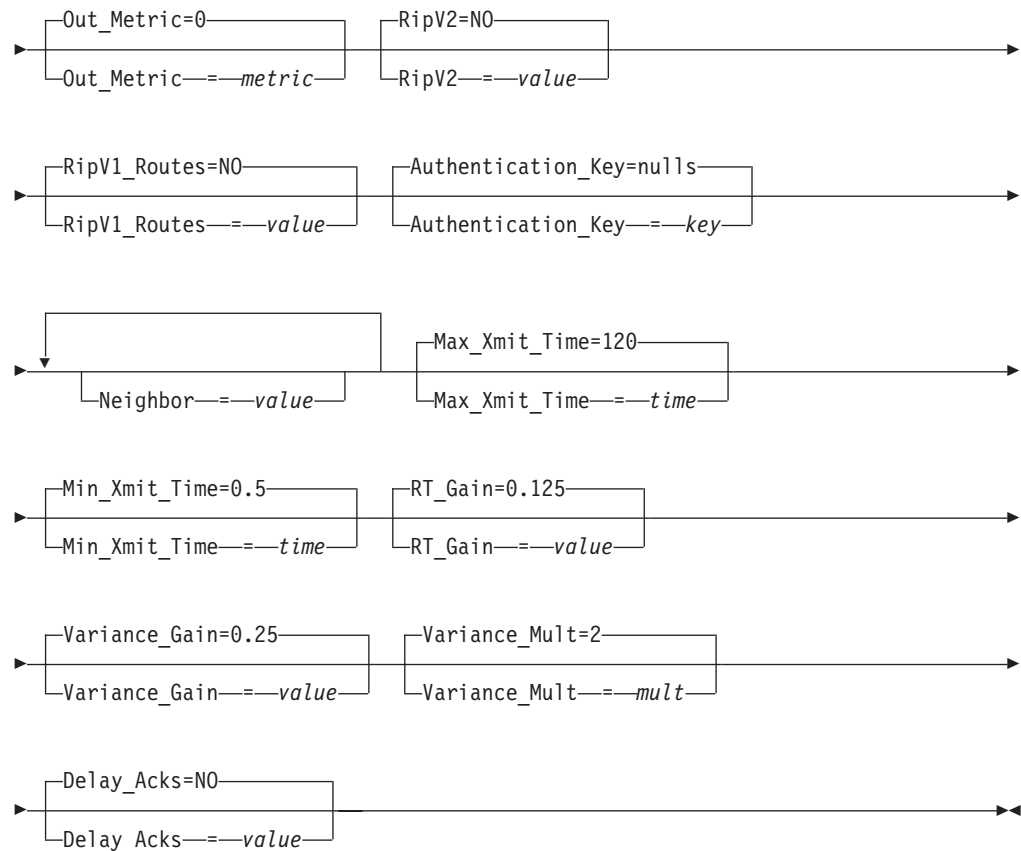 Out_Metric=0 RipV2=NO
Out_Metric = metric RipV2 = value
RipV1_Routes=NO Authentication_Key=nulls
RipV1_Routes = value Authentication_Key = key
Max_Xmit_Time=120
Neighbor = value Max_Xmit_Time = time
Min_Xmit_Time=0.5 RT_Gain=0.125
Min_Xmit_Time = time RT_Gain = value
Variance_Gain=0.25 Variance_Mult=2
Variance_Gain = value Variance_Mult = mult
Delay_Acks=NO
Delay Acks = value